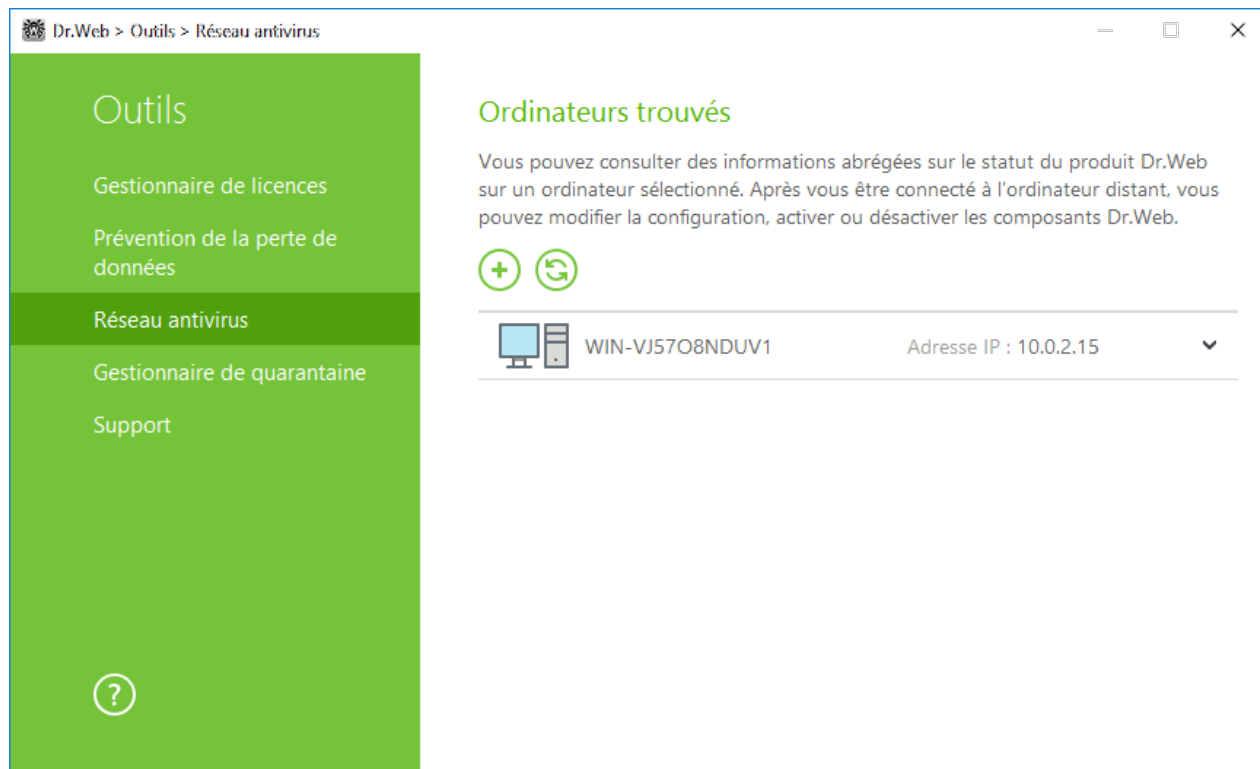 Dr.Web > Outils > Réseau antivirus
Outils
Gestionnaire de licences
Prévention de la perte de
données
Réseau antivirus
Gestionnaire de quarantaine
Support
?
Ordinateurs trouvés
Vous pouvez consulter des informations abrégées sur le statut du produit Dr.Web
sur un ordinateur sélectionné. Après vous être connecté à l'ordinateur distant, vous
pouvez modifier la configuration, activer ou désactiver les composants Dr.Web.
WIN-VJ57O8NDUV1 Adresse IP : 10.0.2.15